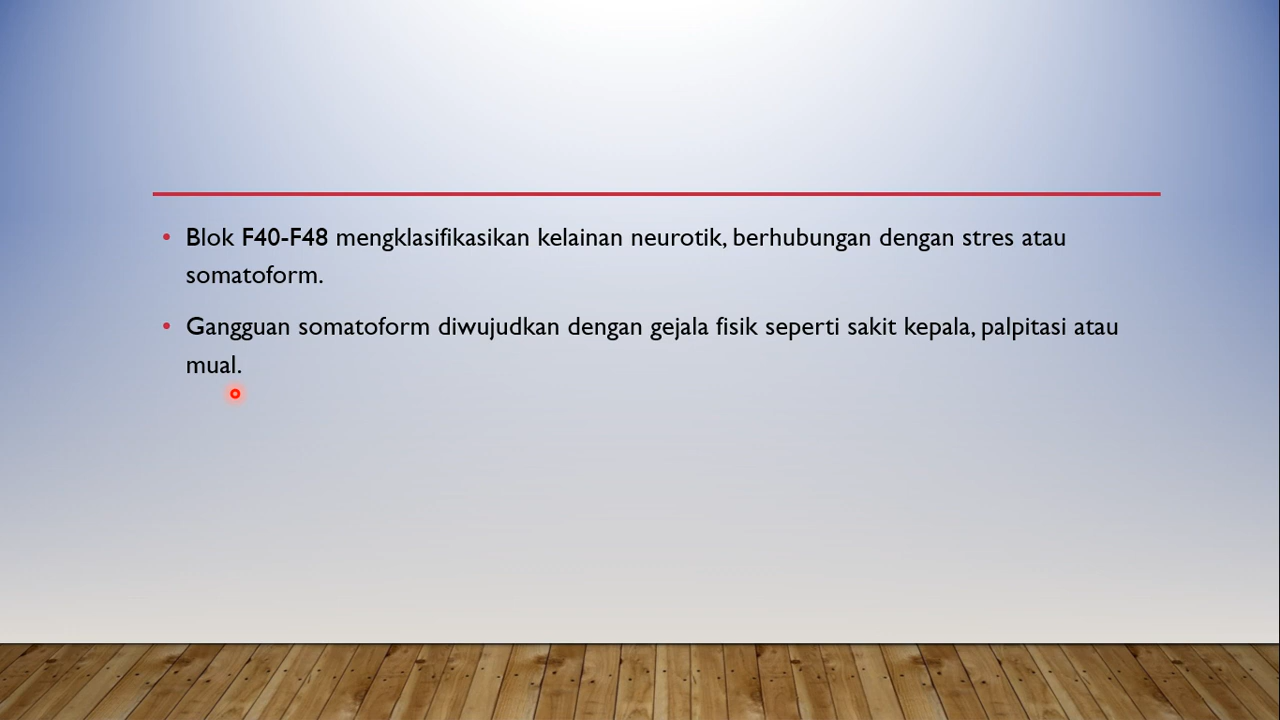 • Blok F40-F48 mengklasifikasikan kelainan neurotik, berhubungan dengan stres atau
somatoform.
• Gangguan somatoform diwujudkan dengan gejala fisik seperti sakit kepala, palpitasi atau
mual.